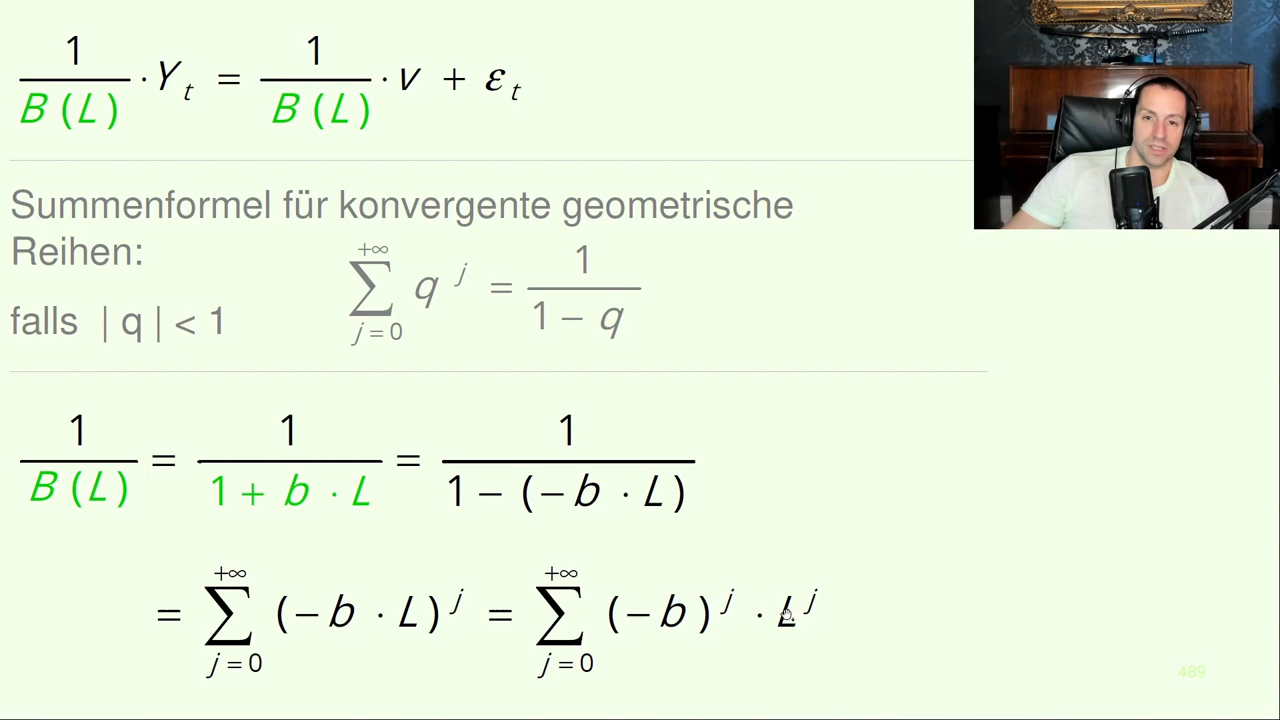 1/B(L) · Y_t = 1/B(L) · v + ε_t
Summenformel für konvergente geometrische
Reihen:
∑_{j=0}^{+∞} q^j = 1/(1 − q)
falls | q | < 1
1/B(L) = 1/(1 + b · L) = 1/(1 − (−b · L))
= ∑_{j=0}^{+∞} (−b · L)^j = ∑_{j=0}^{+∞} (−b)^j · L^j
489